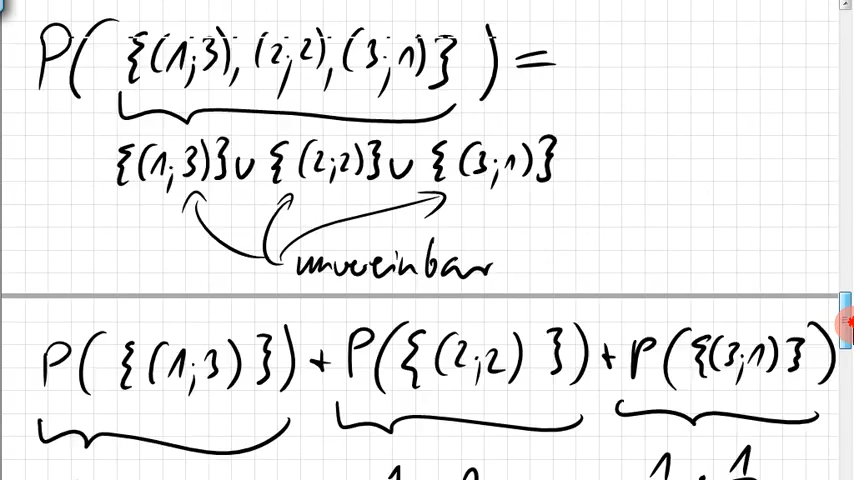 P( {(1;3), (2;2), (3;1)} ) =
{(1;3)} ∪ {(2;2)} ∪ {(3;1)}
unvereinbar
P( {(1;3)} ) + P( {(2;2)} ) + P( {(3;1)} )